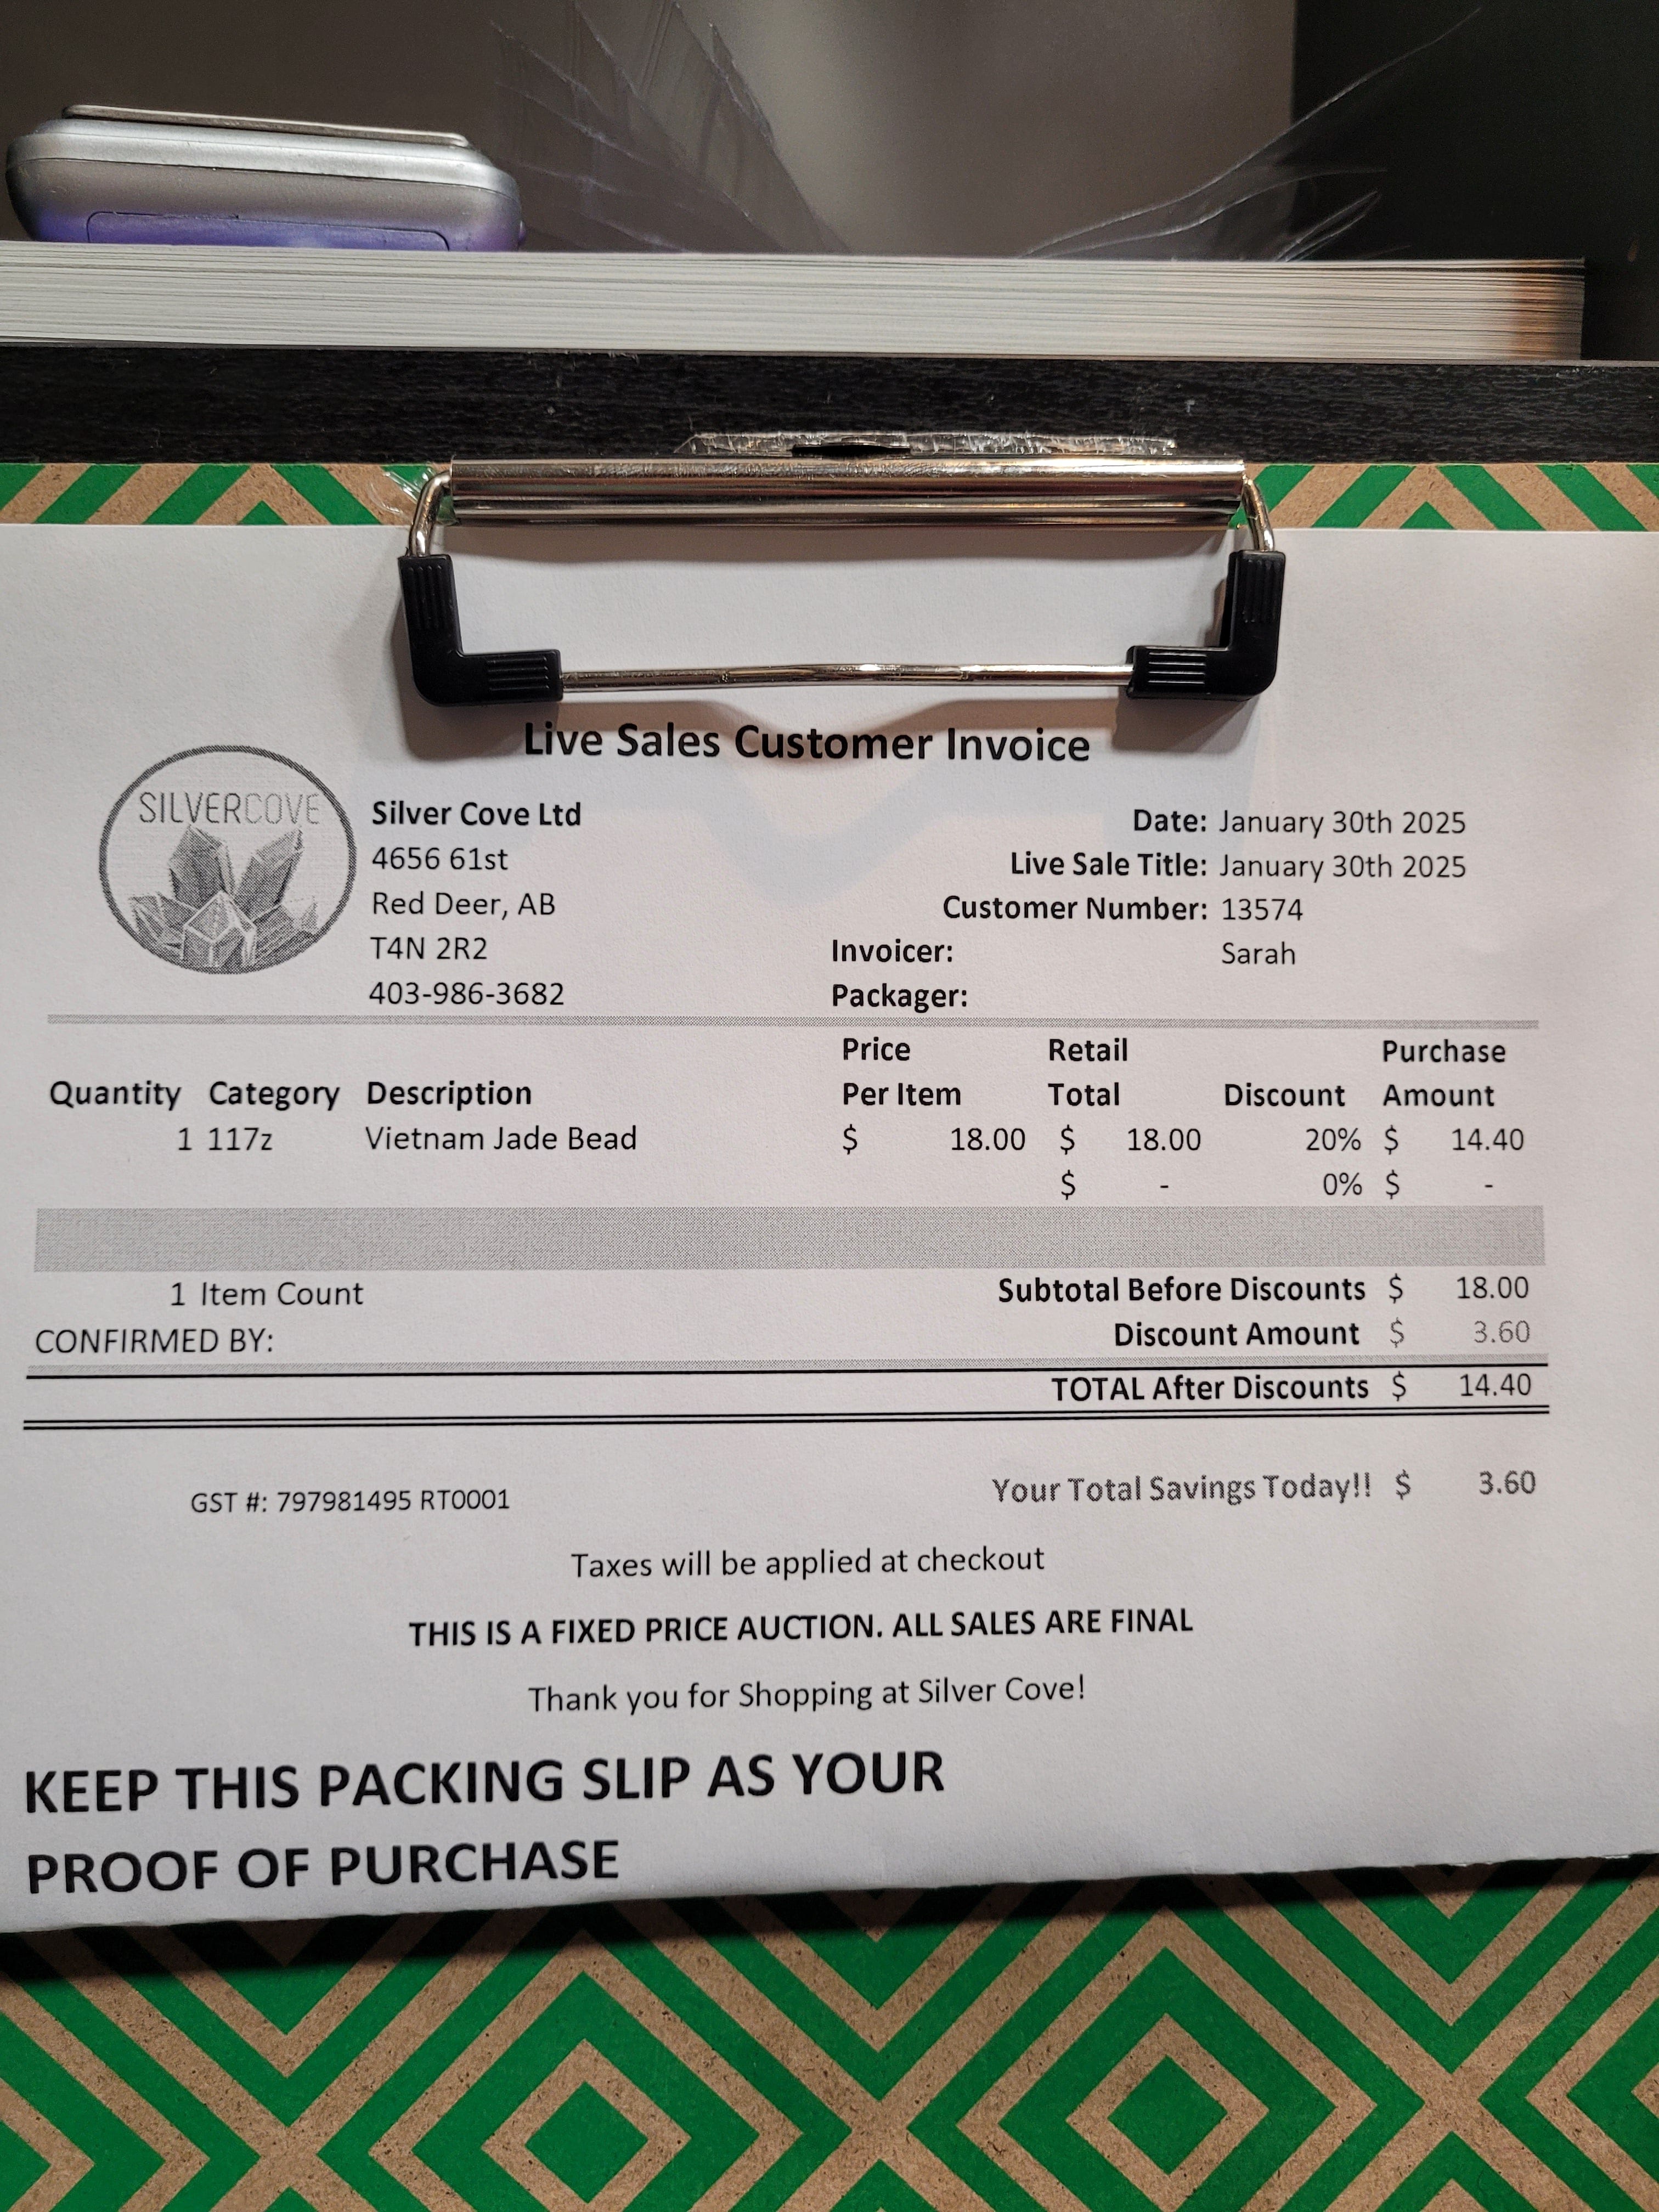 Live Sales Customer Invoice
SILVERCOVE
Silver Cove Ltd
4656 61st
Red Deer, AB
T4N 2R2
403-986-3682
Date: January 30th 2025
Live Sale Title: January 30th 2025
Customer Number: 13574
Invoicer: Sarah
Packager:
Quantity Category Description Price Per Item Retail Total Discount Purchase Amount
1 117z Vietnam Jade Bead $ 18.00 $ 18.00 20% $ 14.40
$ - 0% $ -
1 Item Count Subtotal Before Discounts $ 18.00
CONFIRMED BY: Discount Amount $ 3.60
TOTAL After Discounts $ 14.40
GST #: 797981495 RT0001 Your Total Savings Today!! $ 3.60
Taxes will be applied at checkout
THIS IS A FIXED PRICE AUCTION. ALL SALES ARE FINAL
Thank you for Shopping at Silver Cove!
KEEP THIS PACKING SLIP AS YOUR
PROOF OF PURCHASE